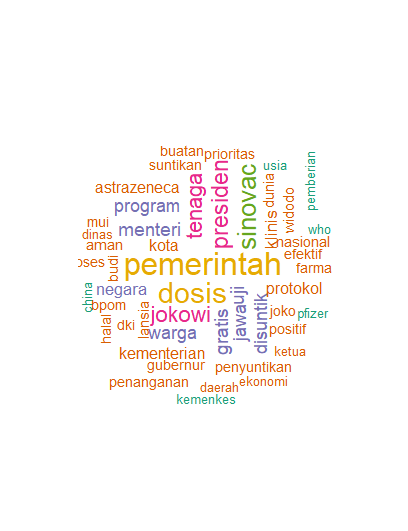 buatan
prioritas
suntikan
usia
pemberian
astrazeneca
tenaga
presiden
sinovac
klinis
dunia
widodo
program
mui
menteri
who
dinas
aman
kota
nasional
efektif
oses
budi
pemerintah
farma
china
negara
dosis
protokol
bpom
lansia
jokowi
gratis
jawauji
disuntik
joko
pfizer
halal
dki
warga
positif
kementerian
ketua
gubernur
penyuntikan
penanganan
daerah
ekonomi
kemenkes